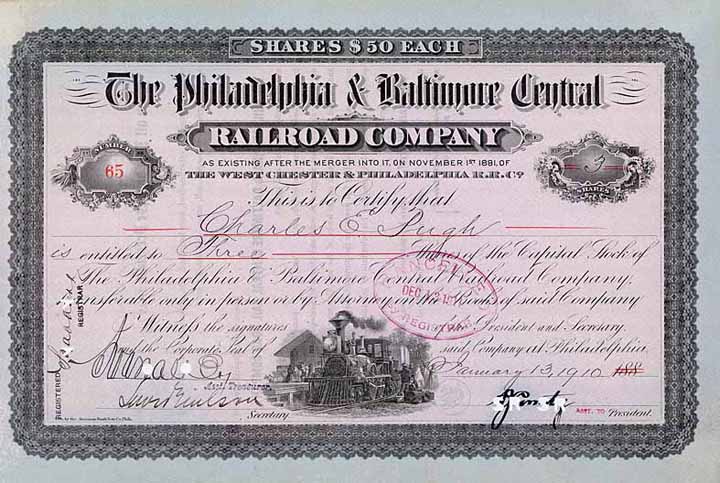 SHARES $50 EACH
The Philadelphia & Baltimore Central
RAILROAD COMPANY
AS EXISTING AFTER THE MERGER INTO IT, ON NOVEMBER 1ST 1881, OF
THE WEST CHESTER & PHILADELPHIA R.R. Co.
NUMBER
65
3
SHARES
This is to Certify that
Charles E Pugh
is entitled to Three Shares of the Capital Stock of
The Philadelphia & Baltimore Central Railroad Company,
transferable only in person or by Attorney on the Books of said Company
Witness the signatures President and Secretary
and the Corporate Seal of said Company at Philadelphia.
January 13, 1910
CANCELLED
DEC
REGISTRAR
REGISTERED
REGISTRAR
Asst. Treasurer
Secretary
ASST. TO President.